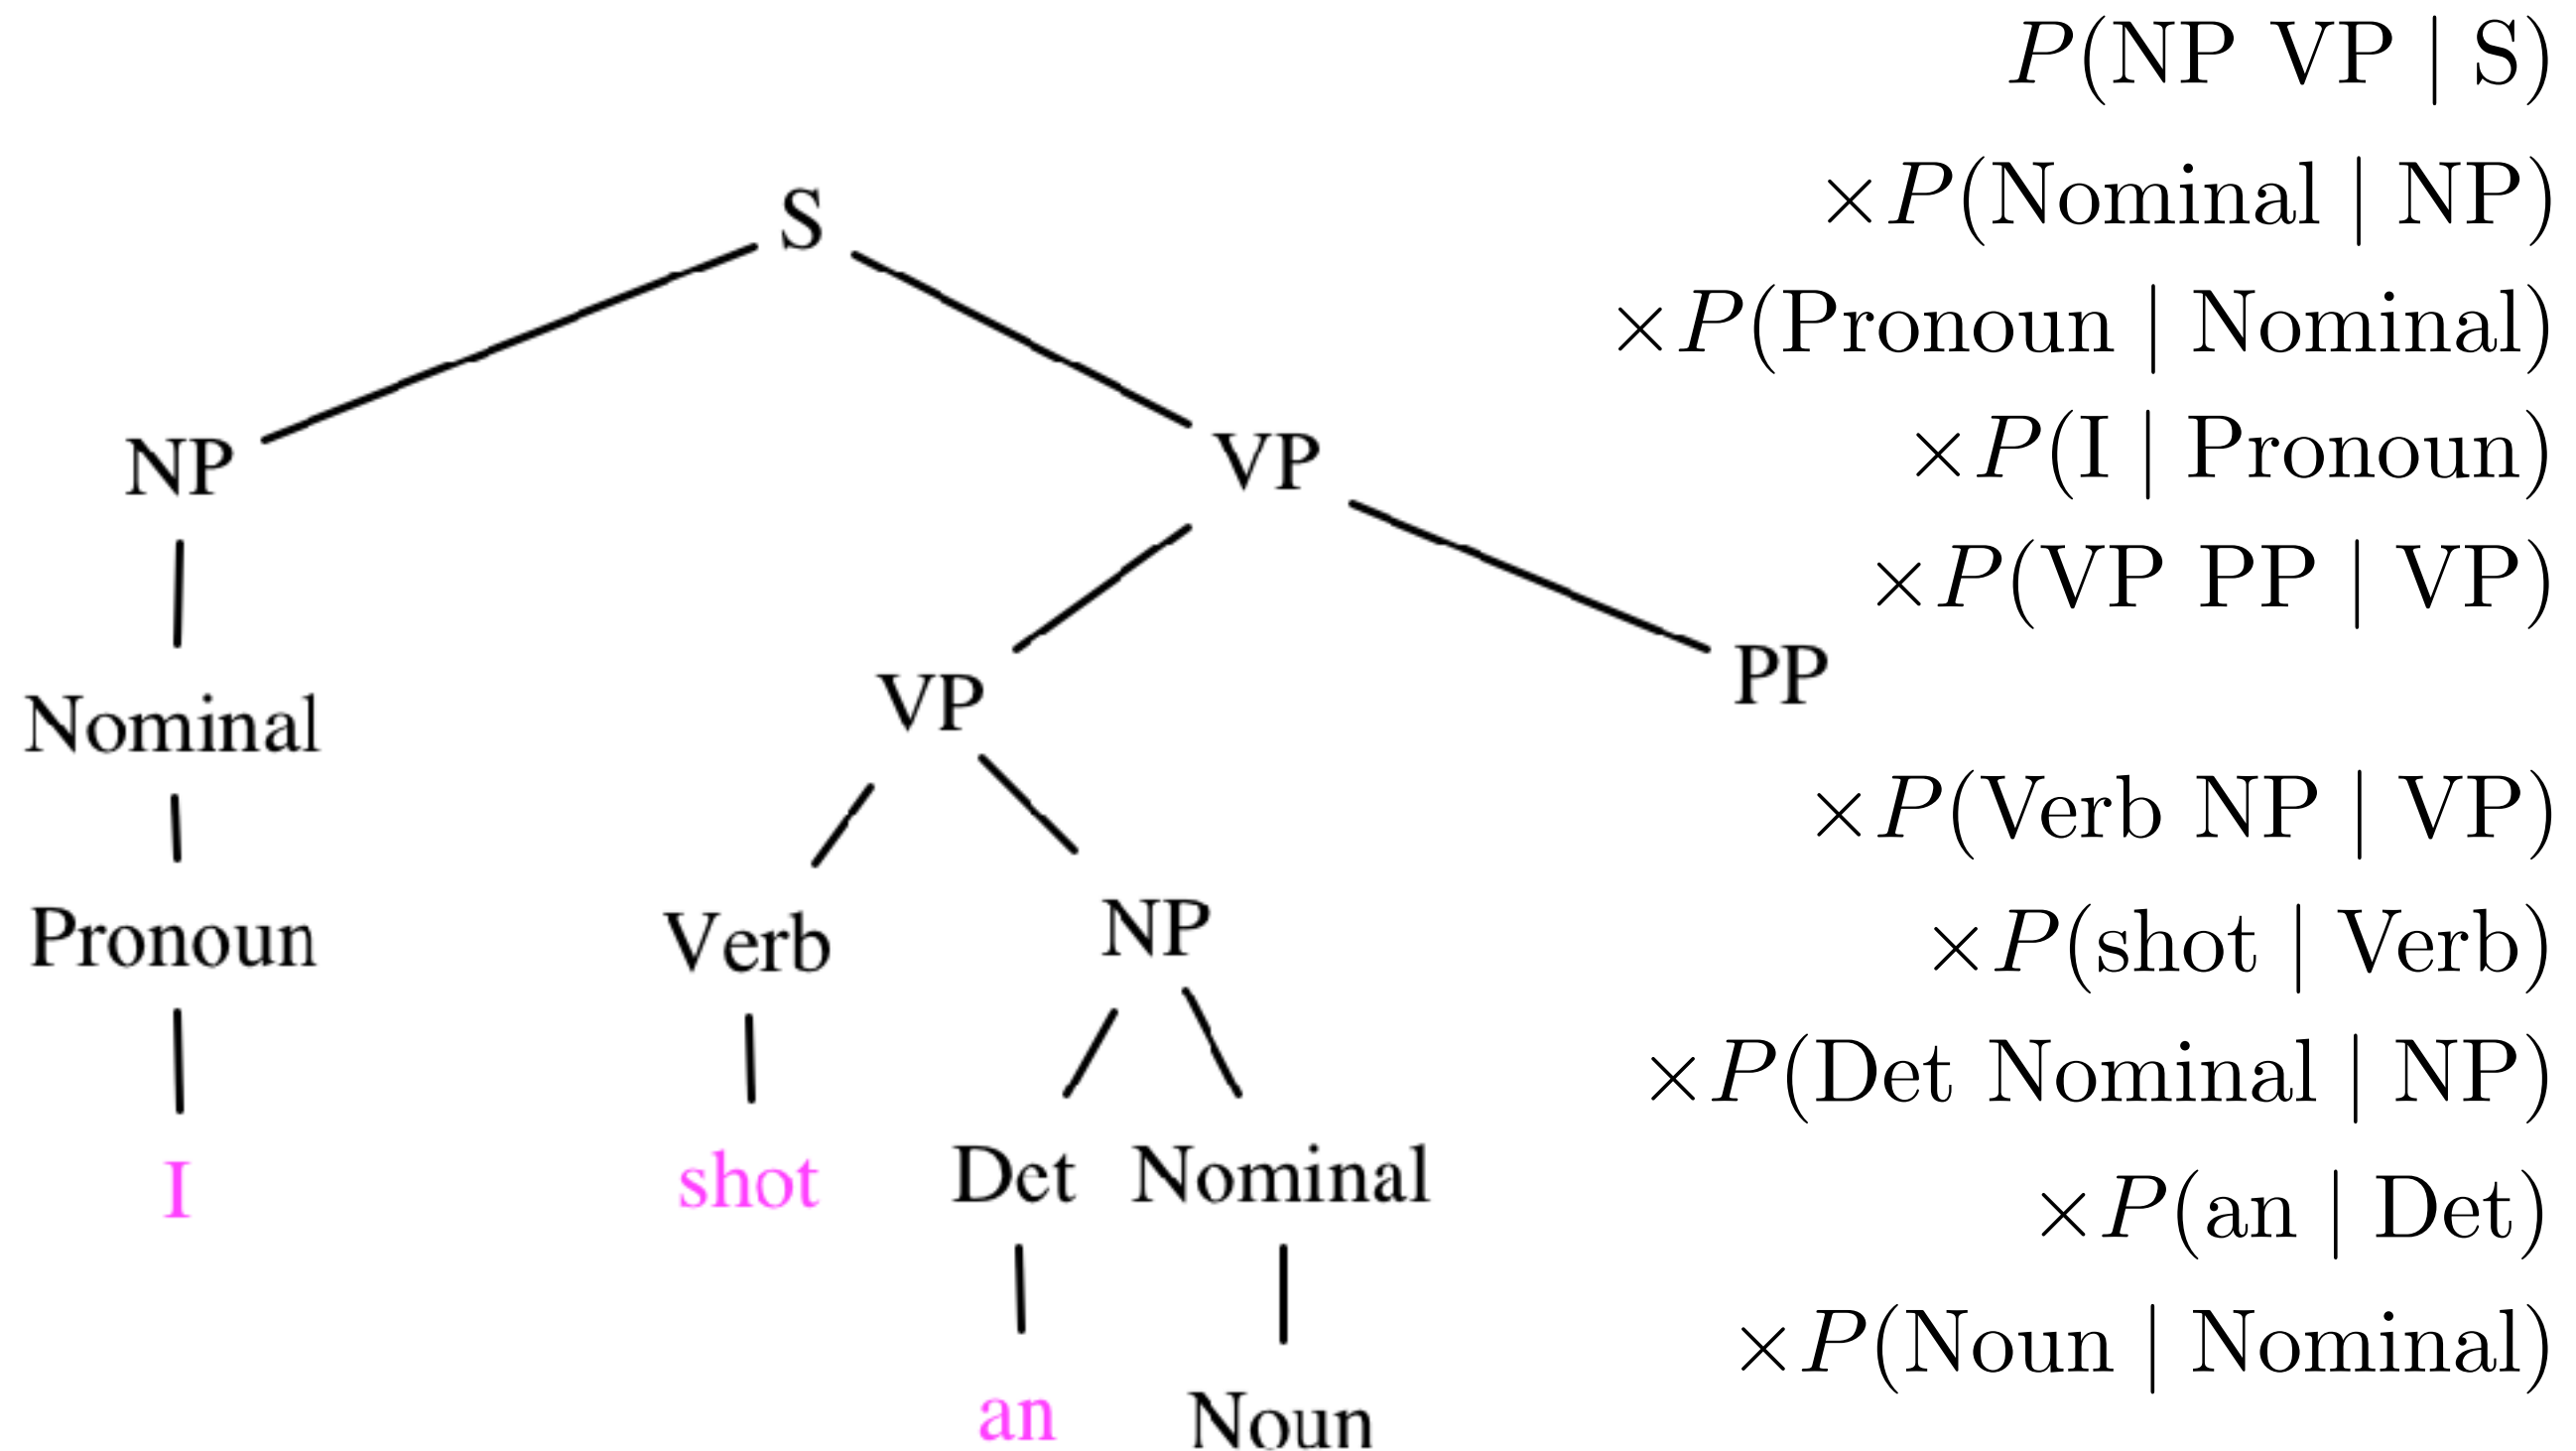 P(NP VP | S)
×P(Nominal | NP)
S
×P(Pronoun | Nominal)
NP VP ×P(I | Pronoun)
×P(VP PP | VP)
Nominal VP PP
×P(Verb NP | VP)
Pronoun Verb NP ×P(shot | Verb)
×P(Det Nominal | NP)
I shot Det Nominal ×P(an | Det)
×P(Noun | Nominal)
an Noun